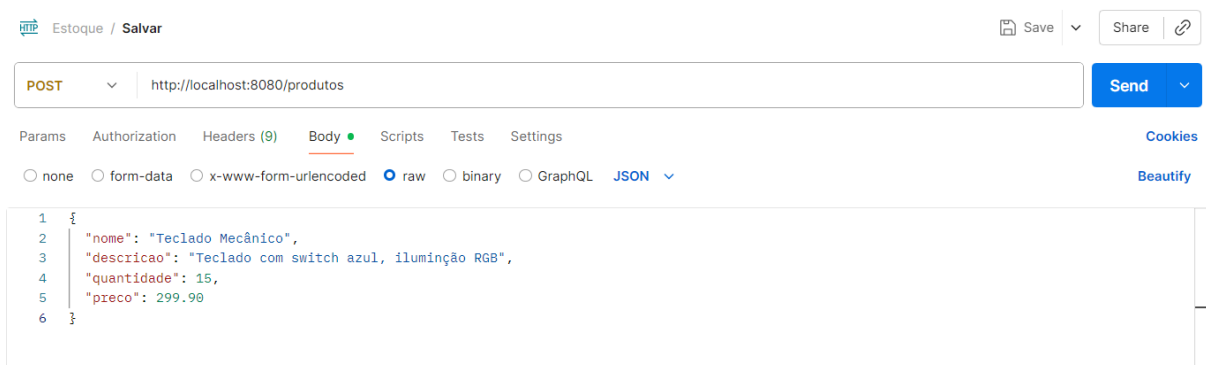 HTTP Estoque / Salvar Save Share
POST http://localhost:8080/produtos Send
Params Authorization Headers (9) Body Scripts Tests Settings Cookies
none form-data x-www-form-urlencoded raw binary GraphQL JSON Beautify
1 {
2 "nome": "Teclado Mecânico",
3 "descricao": "Teclado com switch azul, iluminção RGB",
4 "quantidade": 15,
5 "preco": 299.90
6 }